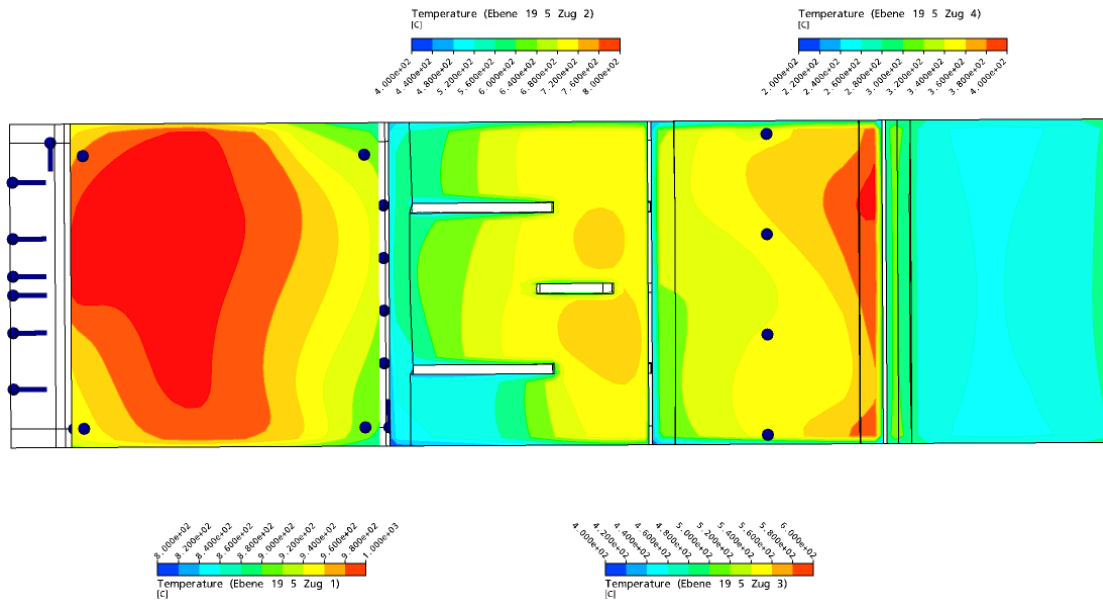 Temperature (Ebene 19 5 Zug 2)
[C]
4.000e+02
4.400e+02
4.800e+02
5.200e+02
5.600e+02
6.000e+02
6.400e+02
6.800e+02
7.200e+02
7.600e+02
8.000e+02
Temperature (Ebene 19 5 Zug 4)
[C]
2.000e+02
2.200e+02
2.400e+02
2.600e+02
2.800e+02
3.000e+02
3.200e+02
3.400e+02
3.600e+02
3.800e+02
4.000e+02
8.000e+02
8.200e+02
8.400e+02
8.600e+02
8.800e+02
9.000e+02
9.200e+02
9.400e+02
9.600e+02
9.800e+02
1.000e+03
Temperature (Ebene 19 5 Zug 1)
[C]
4.000e+02
4.200e+02
4.400e+02
4.600e+02
4.800e+02
5.000e+02
5.200e+02
5.400e+02
5.600e+02
5.800e+02
6.000e+02
Temperature (Ebene 19 5 Zug 3)
[C]